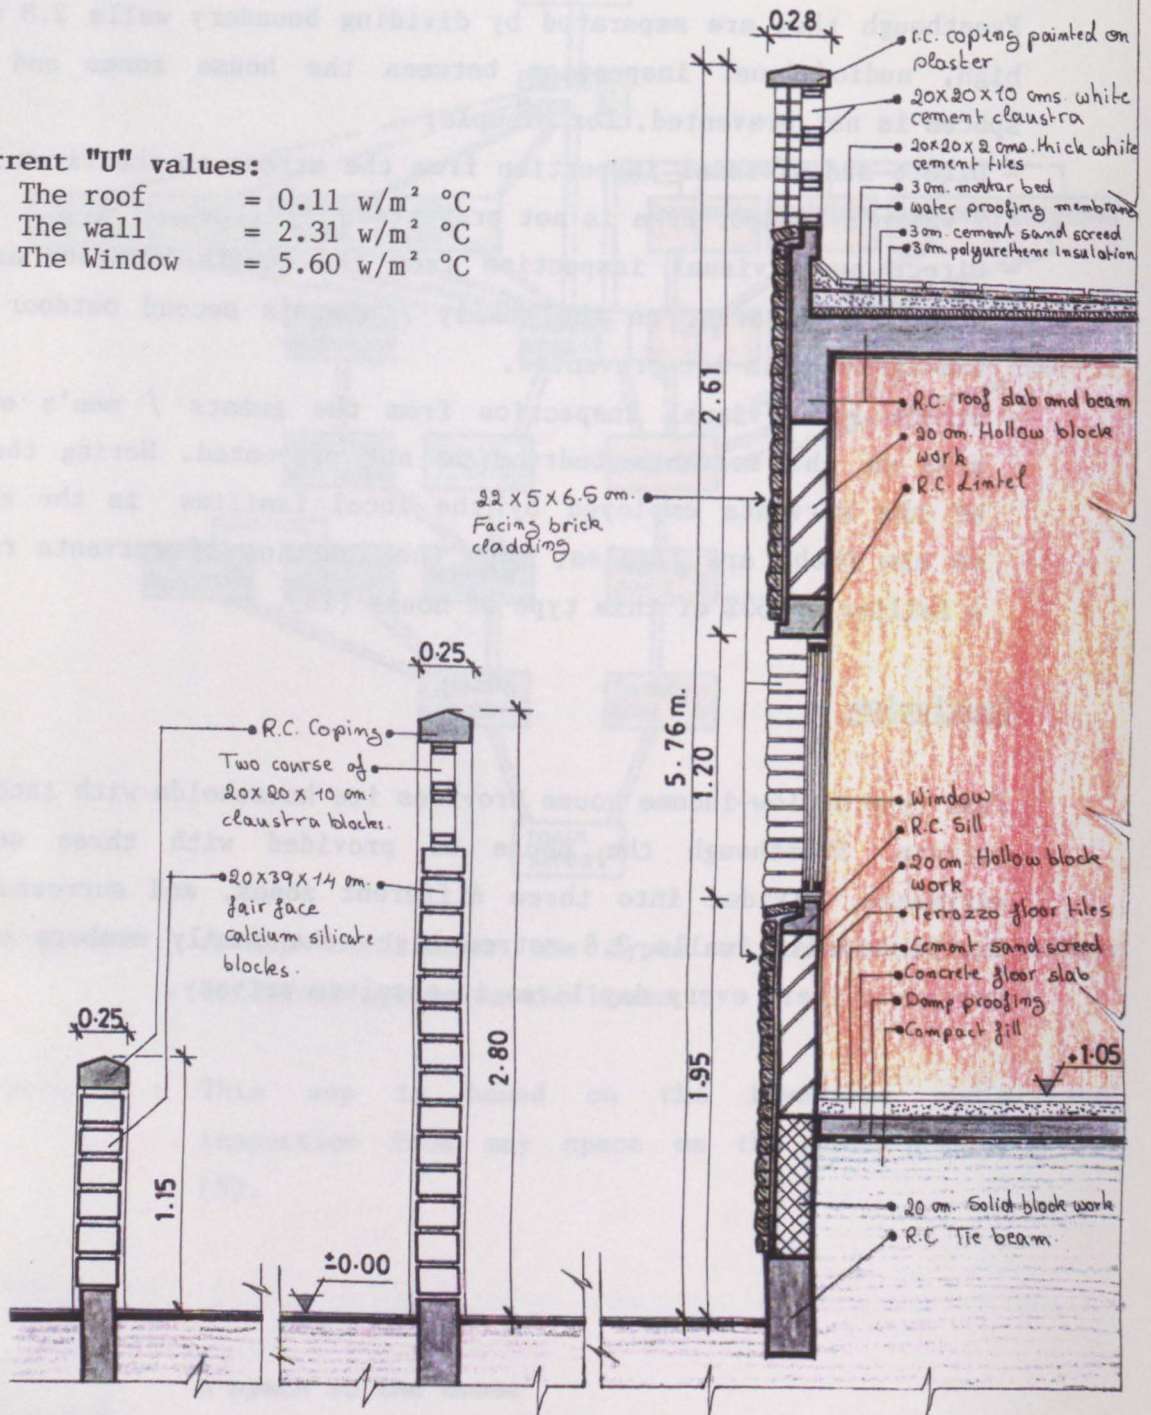 rrent "U" values:
The roof = 0.11 w/m² °C
The wall = 2.31 w/m² °C
The Window = 5.60 w/m² °C
0.28
r.c. coping painted on
plaster
20x20x10 cms. white
cement claustra
20x20x2 cms. thick white
cement tiles
3 cm. mortar bed
water proofing membrane
3 cm. cement sand screed
3 cm. polyurethene insulation
2.61
R.C. roof slab and beam
20 cm. Hollow block
work
R.C. Lintel
22 x 5 x 6.5 cm.
Facing brick
cladding
5.76 m.
1.20
Window
R.C. Sill
20 cm. Hollow block
work
Terrazzo floor tiles
Cement sand screed
Concrete floor slab
Damp proofing
Compact fill
+1.05
1.95
20 cm. Solid block work
R.C Tie beam.
0.25
R.C. Coping
Two course of
20x20x10 cm.
claustra blocks.
20x39x14 cm.
fair face
calcium silicate
blocks.
2.80
0.25
1.15
±0.00